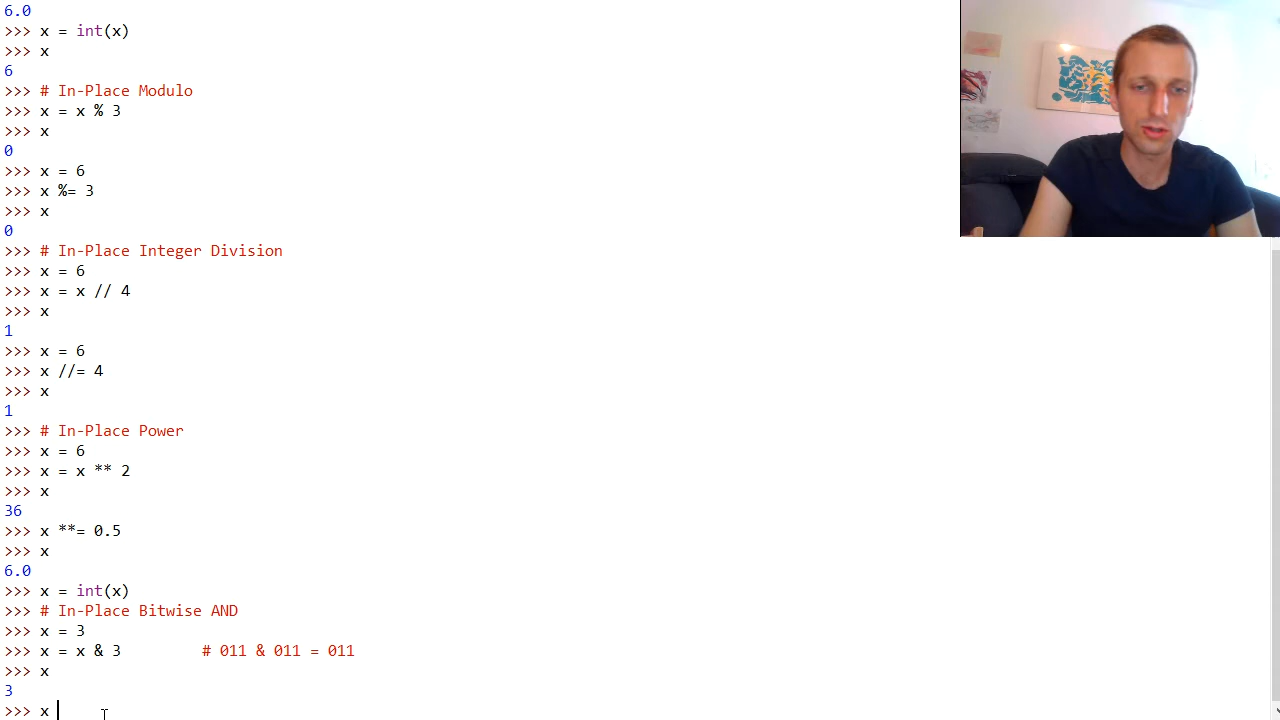 6.0
>>> x = int(x)
>>> x
6
>>> # In-Place Modulo
>>> x = x % 3
>>> x
0
>>> x = 6
>>> x %= 3
>>> x
0
>>> # In-Place Integer Division
>>> x = 6
>>> x = x // 4
>>> x
1
>>> x = 6
>>> x //= 4
>>> x
1
>>> # In-Place Power
>>> x = 6
>>> x = x ** 2
>>> x
36
>>> x **= 0.5
>>> x
6.0
>>> x = int(x)
>>> # In-Place Bitwise AND
>>> x = 3
>>> x = x & 3         # 011 & 011 = 011
>>> x
3
>>> x